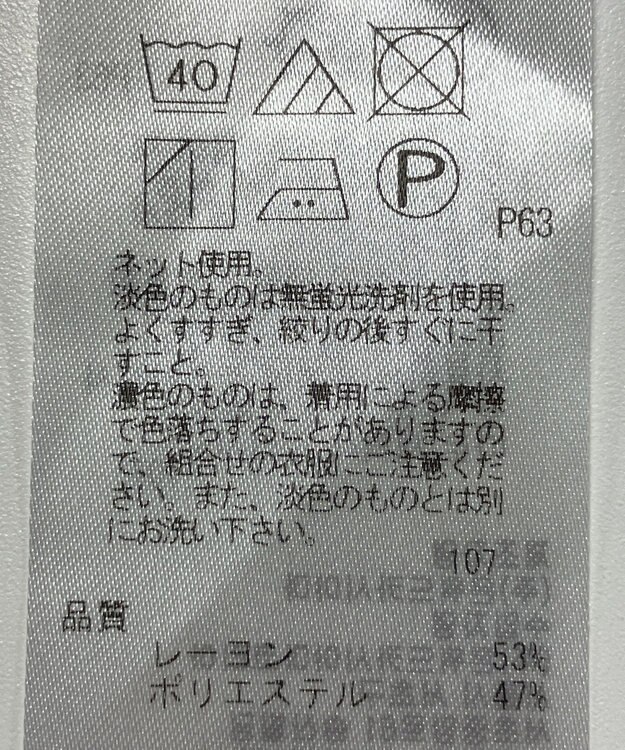 40
P
P63
ネット使用。
淡色のものは無蛍光洗剤を使用。
よくすすぎ、絞りの後すぐに干
すこと。
濃色のものは、着用による摩擦
で色落ちすることがありますの
で、組合せの衣服にご注意くだ
さい。また、淡色のものとは別
にお洗い下さい。
107
品質
レーヨン 53%
ポリエステル 47%